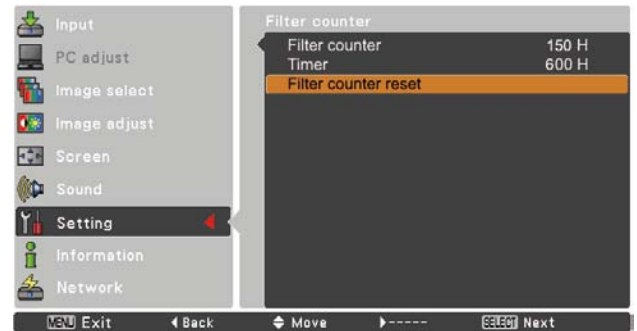 Input
PC adjust
Image select
Image adjust
Screen
Sound
Setting
Information
Network
Filter counter
Filter counter 150 H
Timer 600 H
Filter counter reset
MENU Exit Back Move ----- SELECT Next